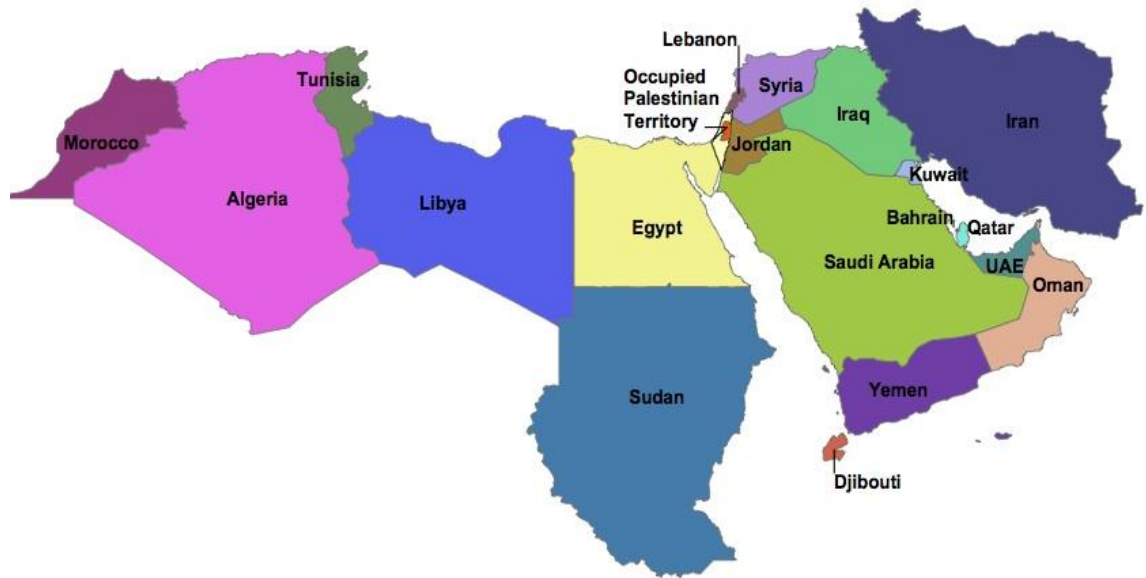 Lebanon
Occupied
Palestinian
Territory
Syria
Tunisia
Morocco
Algeria
Libya
Egypt
Jordan
Iraq
Iran
Kuwait
Bahrain
Qatar
Saudi Arabia
UAE
Oman
Sudan
Yemen
Djibouti